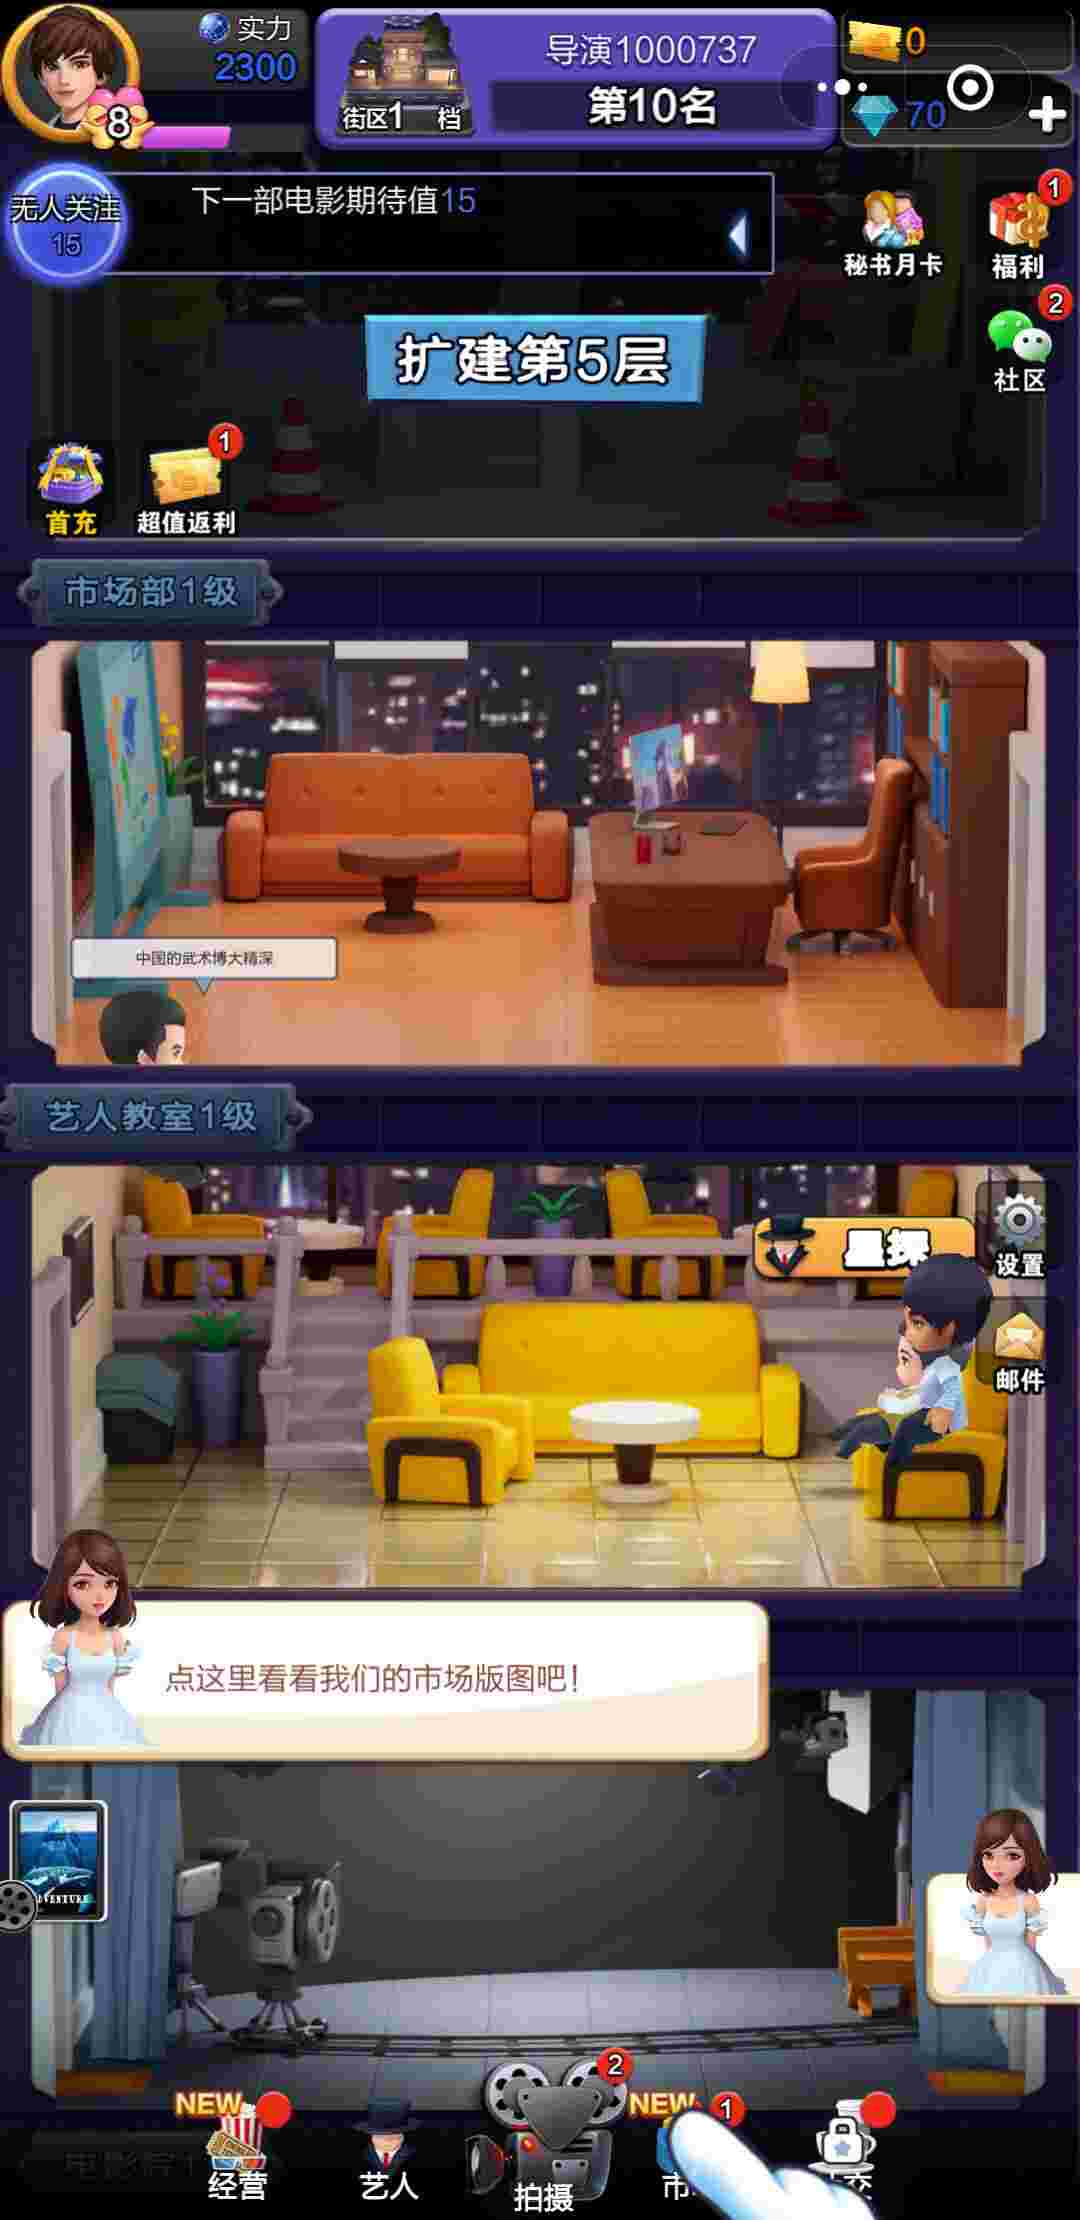 实力
2300
8
街区1 档
导演1000737
第10名
0
70
无人关注
15
下一部电影期待值15
秘书月卡
1
福利
2
社区
扩建第5层
首充
1
超值返利
市场部1级
中国的武术博大精深
艺人教室1级
星探
设置
邮件
点这里看看我们的市场版图吧!
NEW
经营
艺人
2
拍摄
NEW
1
市
交